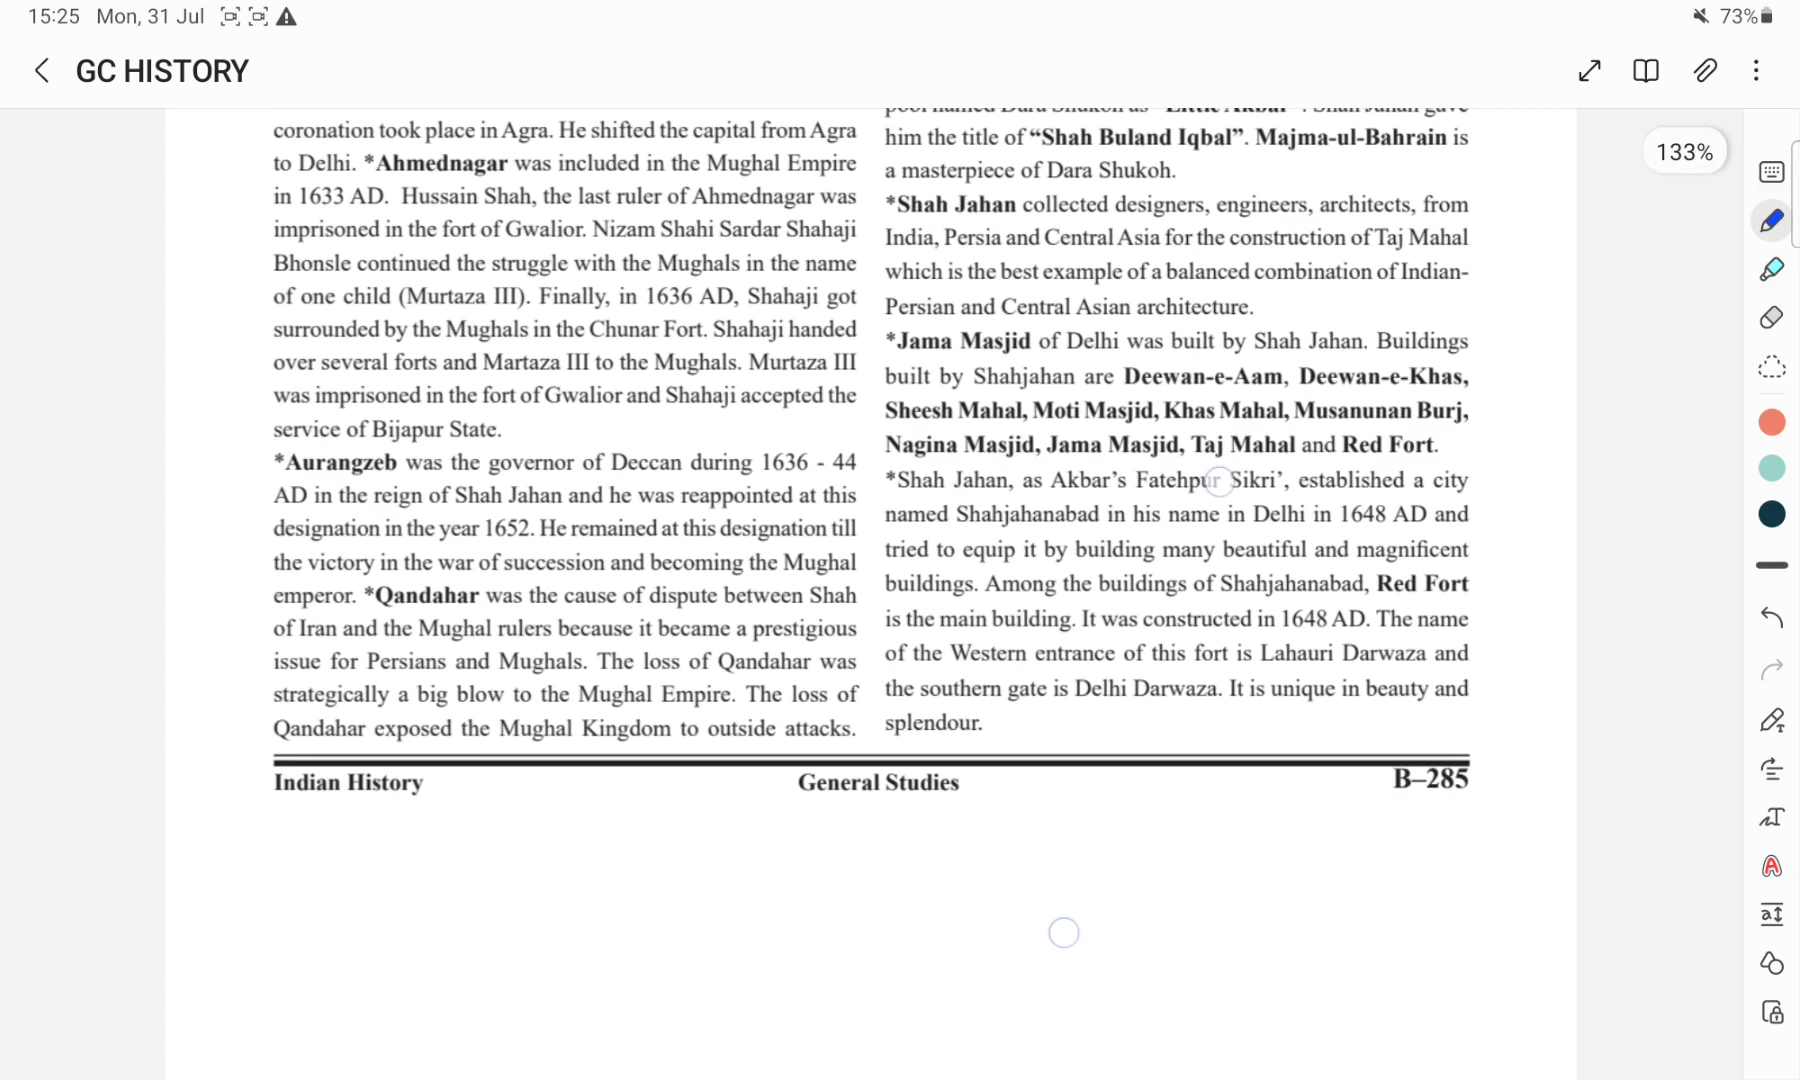 15:25 Mon, 31 Jul
73%
GC HISTORY
133%
coronation took place in Agra. He shifted the capital from Agra
to Delhi. *Ahmednagar was included in the Mughal Empire
in 1633 AD. Hussain Shah, the last ruler of Ahmednagar was
imprisoned in the fort of Gwalior. Nizam Shahi Sardar Shahaji
Bhonsle continued the struggle with the Mughals in the name
of one child (Murtaza III). Finally, in 1636 AD, Shahaji got
surrounded by the Mughals in the Chunar Fort. Shahaji handed
over several forts and Martaza III to the Mughals. Murtaza III
was imprisoned in the fort of Gwalior and Shahaji accepted the
service of Bijapur State.
*Aurangzeb was the governor of Deccan during 1636 - 44
AD in the reign of Shah Jahan and he was reappointed at this
designation in the year 1652. He remained at this designation till
the victory in the war of succession and becoming the Mughal
emperor. *Qandahar was the cause of dispute between Shah
of Iran and the Mughal rulers because it became a prestigious
issue for Persians and Mughals. The loss of Qandahar was
strategically a big blow to the Mughal Empire. The loss of
Qandahar exposed the Mughal Kingdom to outside attacks.
pool named Dara Shukoh as "Little Akbar". Shah Jahan gave
him the title of “Shah Buland Iqbal”. Majma-ul-Bahrain is
a masterpiece of Dara Shukoh.
*Shah Jahan collected designers, engineers, architects, from
India, Persia and Central Asia for the construction of Taj Mahal
which is the best example of a balanced combination of Indian-
Persian and Central Asian architecture.
*Jama Masjid of Delhi was built by Shah Jahan. Buildings
built by Shahjahan are Deewan-e-Aam, Deewan-e-Khas,
Sheesh Mahal, Moti Masjid, Khas Mahal, Musanunan Burj,
Nagina Masjid, Jama Masjid, Taj Mahal and Red Fort.
*Shah Jahan, as Akbar’s Fatehpur Sikri’, established a city
named Shahjahanabad in his name in Delhi in 1648 AD and
tried to equip it by building many beautiful and magnificent
buildings. Among the buildings of Shahjahanabad, Red Fort
is the main building. It was constructed in 1648 AD. The name
of the Western entrance of this fort is Lahauri Darwaza and
the southern gate is Delhi Darwaza. It is unique in beauty and
splendour.
Indian History General Studies B–285